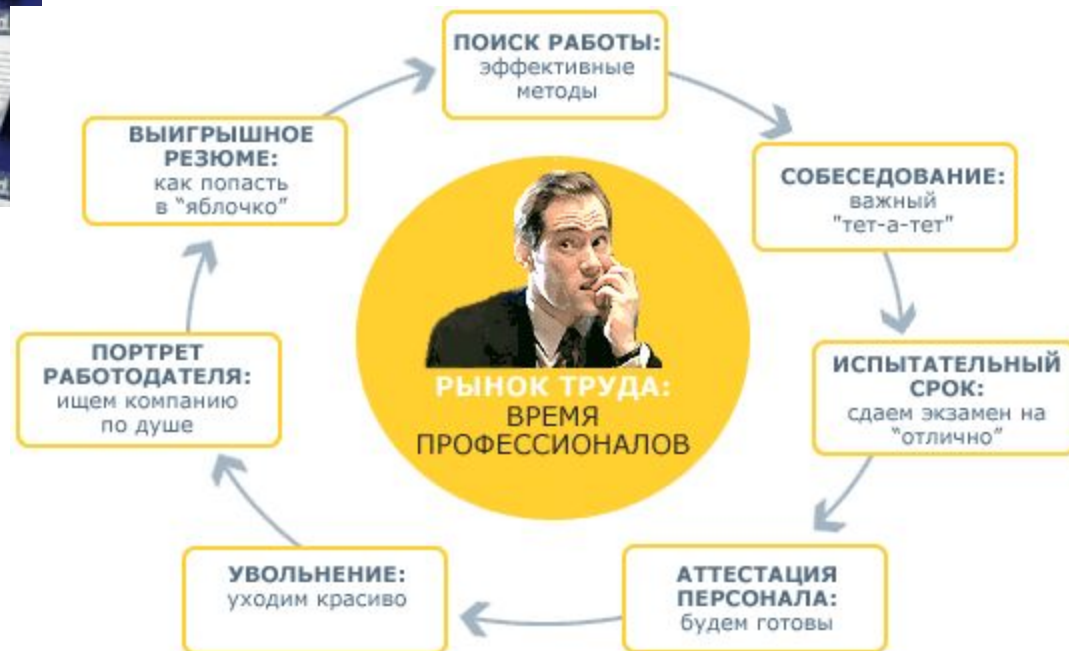 ПОИСК РАБОТЫ:
эффективные
методы
ВЫИГРЫШНОЕ
РЕЗЮМЕ:
как попасть
в “яблочко”
СОБЕСЕДОВАНИЕ:
важный
"тет-а-тет"
ПОРТРЕТ
РАБОТОДАТЕЛЯ:
ищем компанию
по душе
РЫНОК ТРУДА:
ВРЕМЯ
ПРОФЕССИОНАЛОВ
ИСПЫТАТЕЛЬНЫЙ
СРОК:
сдаем экзамен на
“отлично”
УВОЛЬНЕНИЕ:
уходим красиво
АТТЕСТАЦИЯ
ПЕРСОНАЛА:
будем готовы